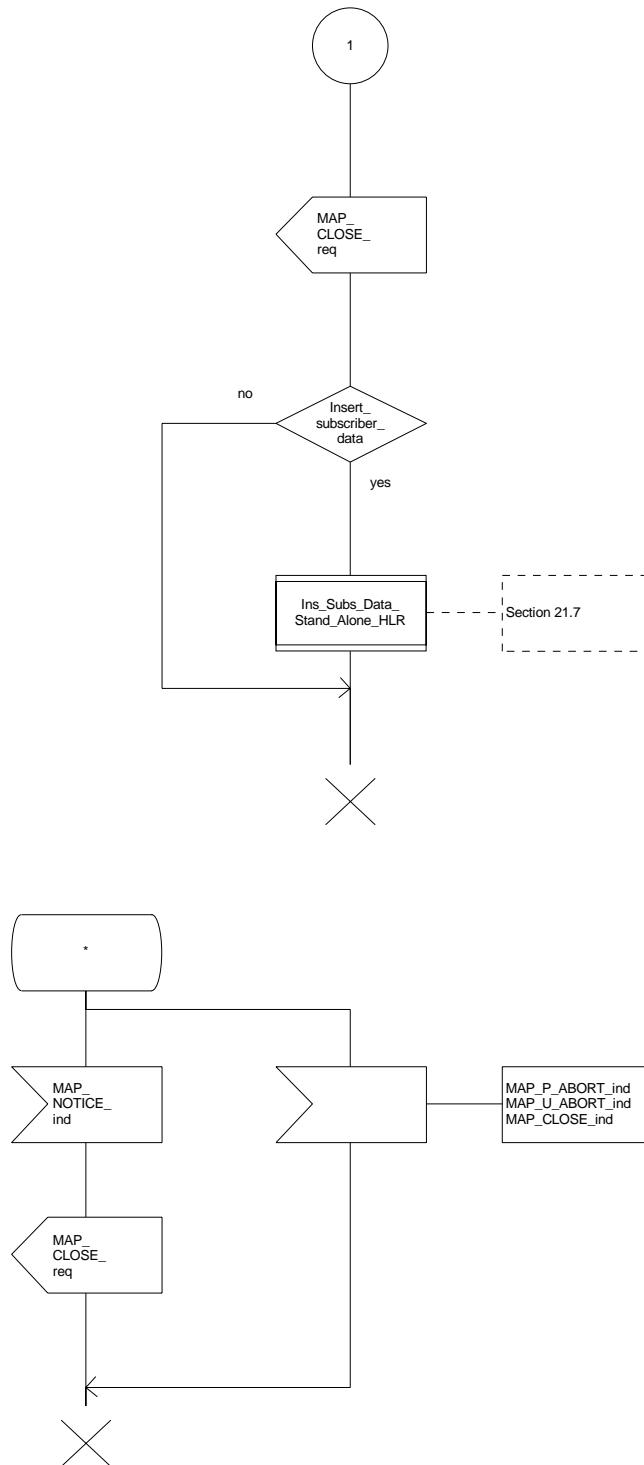 1
MAP_
CLOSE_
req
no
Insert_
subscriber_
data
yes
Ins_Subs_Data_
Stand_Alone_HLR
Section 21.7
*
MAP_
NOTICE_
ind
MAP_P_ABORT_ind
MAP_U_ABORT_ind
MAP_CLOSE_ind
MAP_
CLOSE_
req